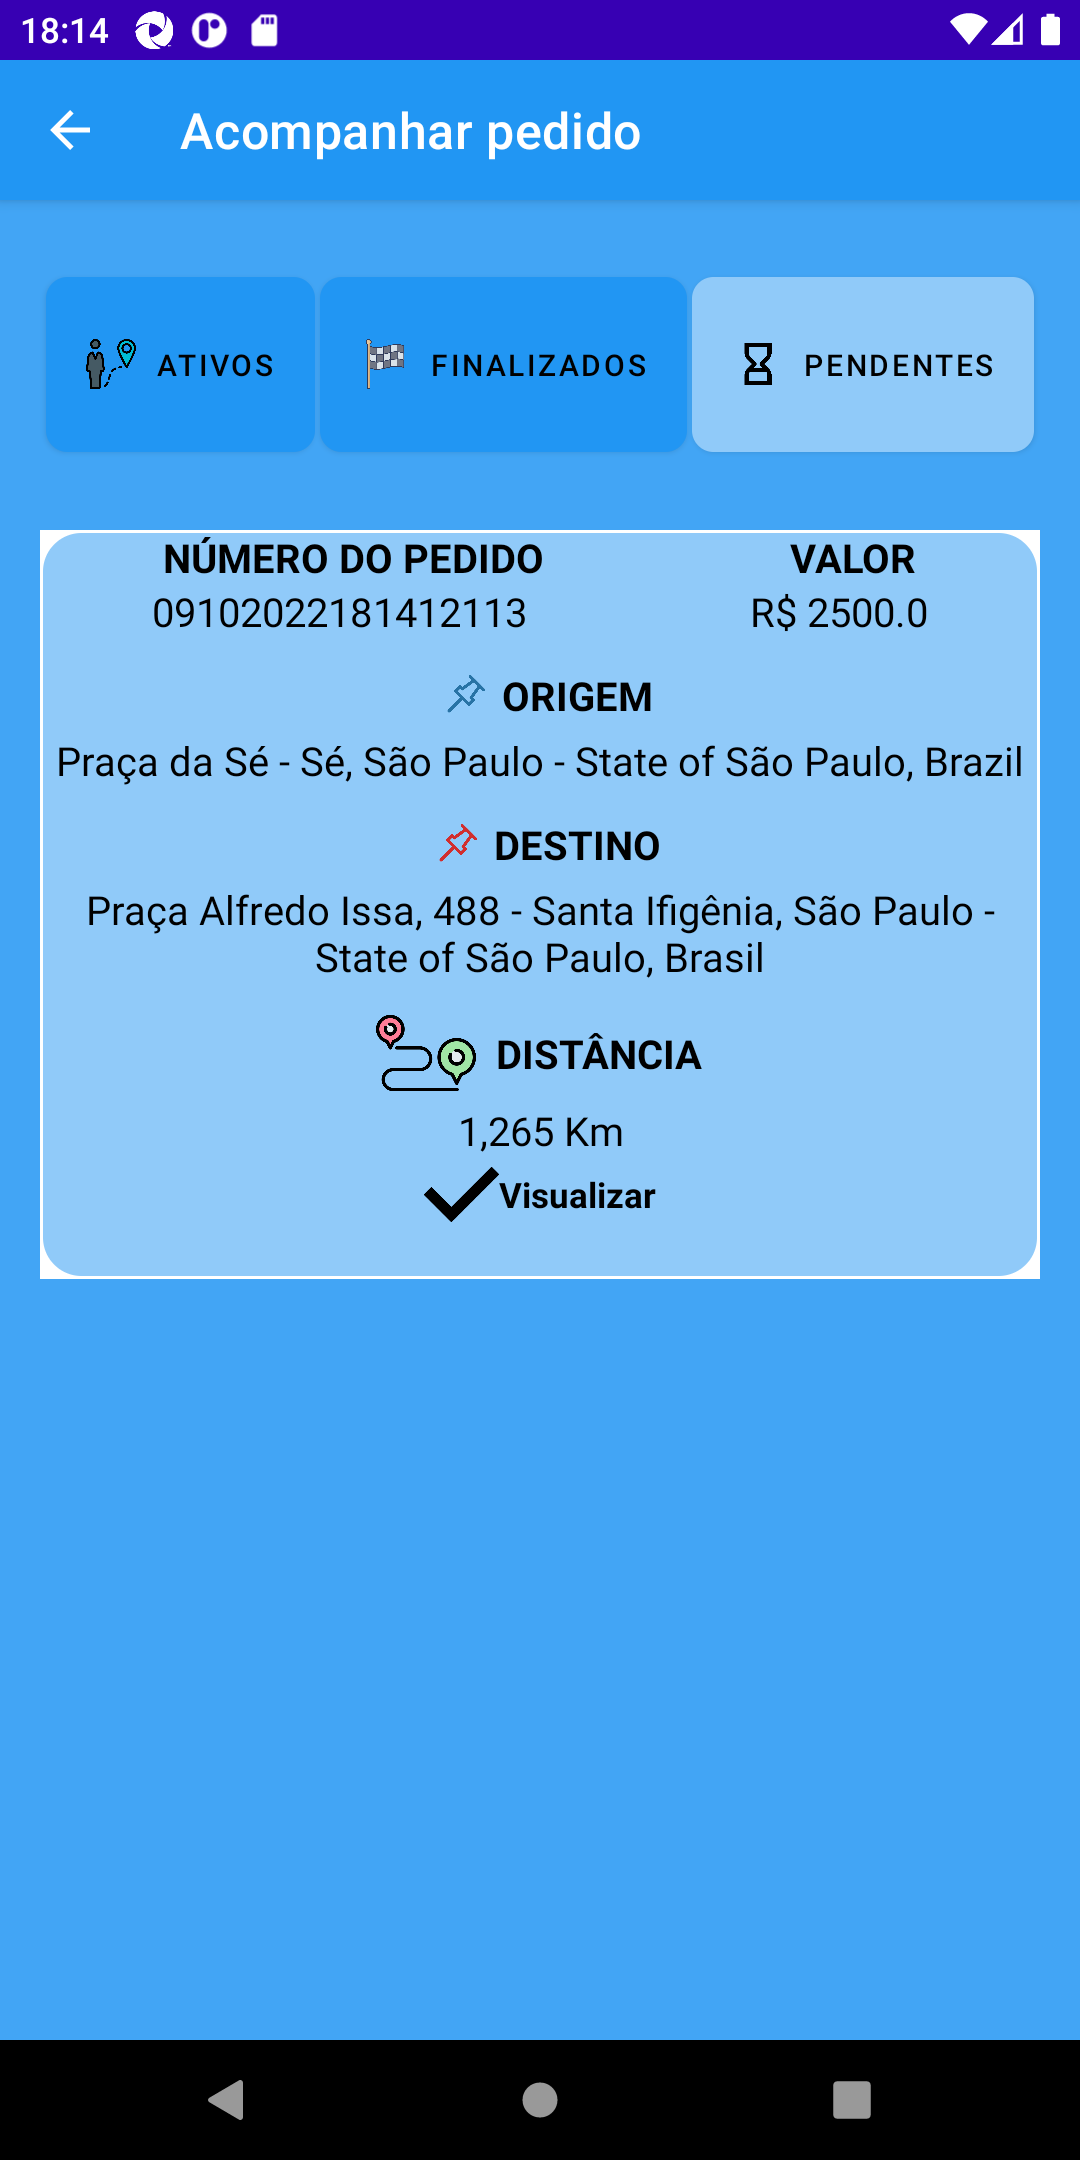 18:14
Acompanhar pedido
ATIVOS
FINALIZADOS
PENDENTES
NÚMERO DO PEDIDO VALOR
09102022181412113 R$ 2500.0
ORIGEM
Praça da Sé - Sé, São Paulo - State of São Paulo, Brazil
DESTINO
Praça Alfredo Issa, 488 - Santa Ifigênia, São Paulo -
State of São Paulo, Brasil
DISTÂNCIA
1,265 Km
Visualizar